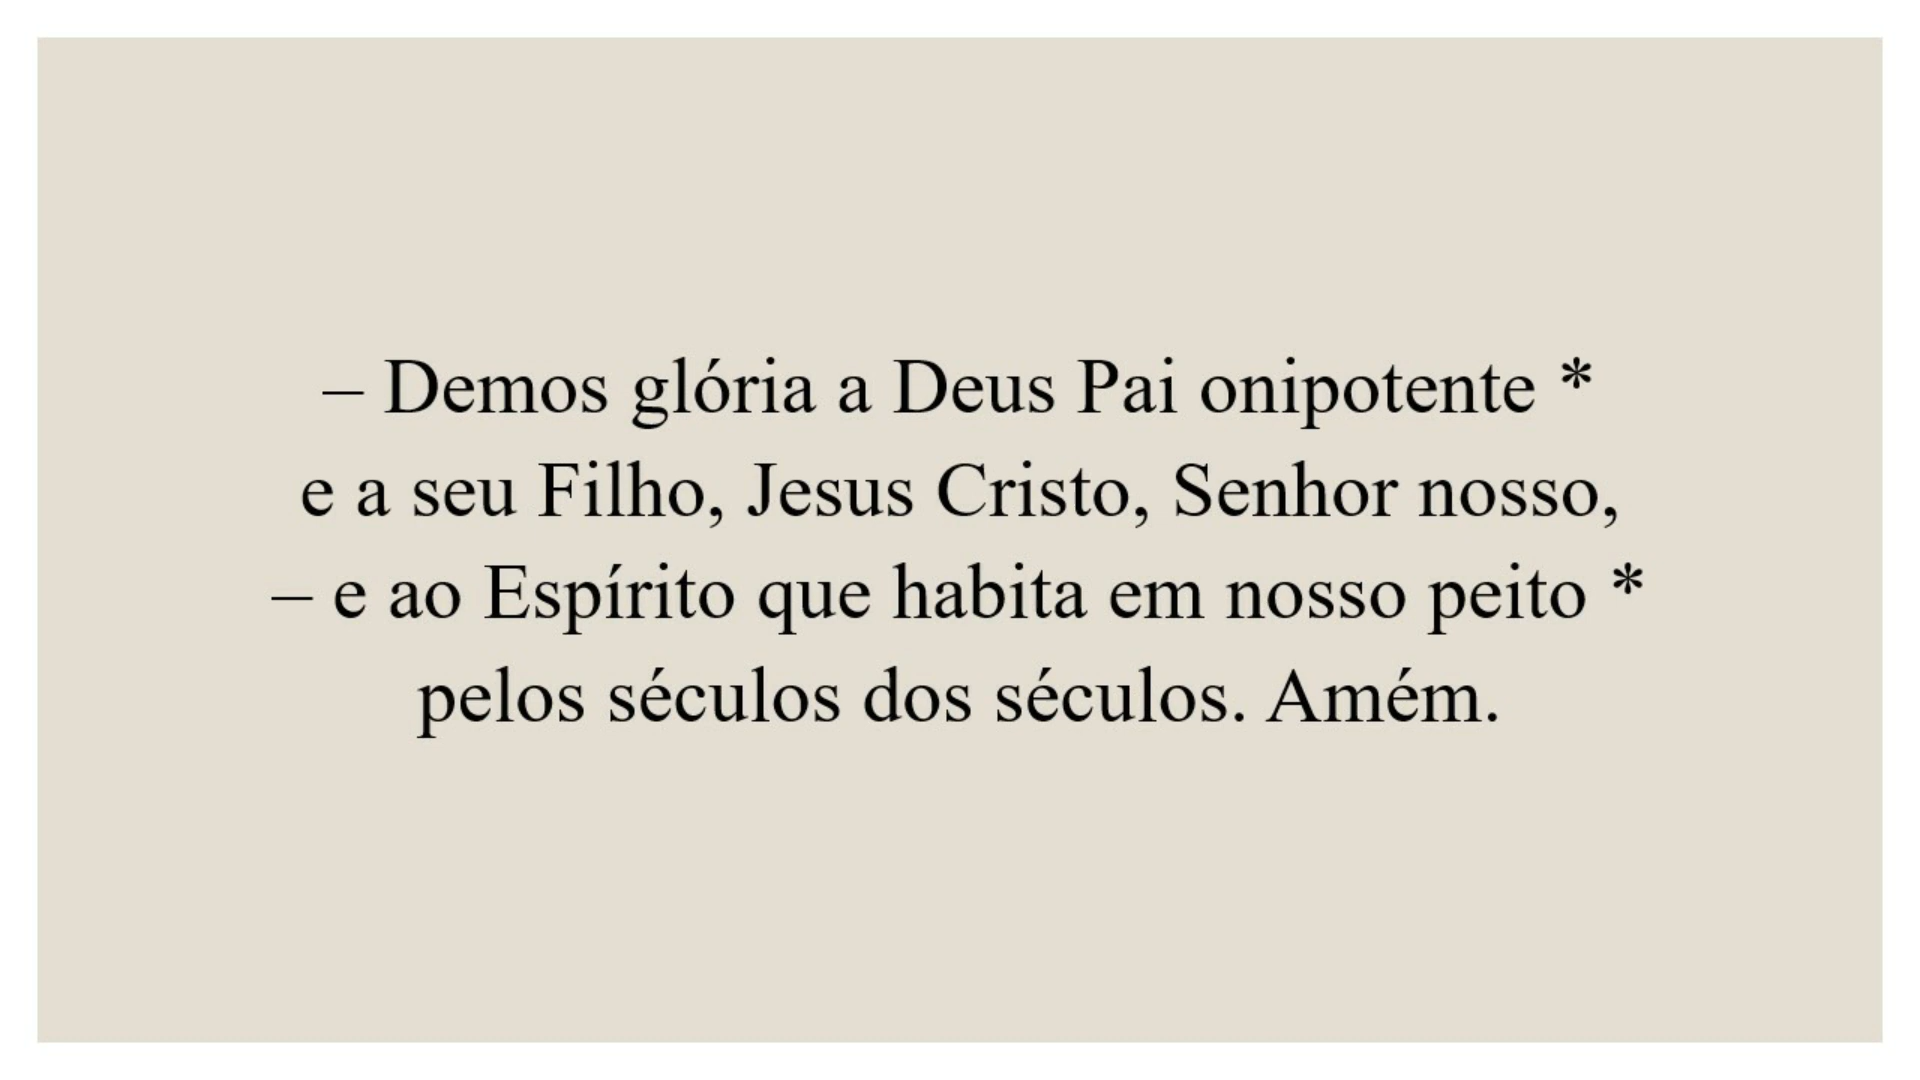 – Demos glória a Deus Pai onipotente *
e a seu Filho, Jesus Cristo, Senhor nosso,
– e ao Espírito que habita em nosso peito *
pelos séculos dos séculos. Amém.